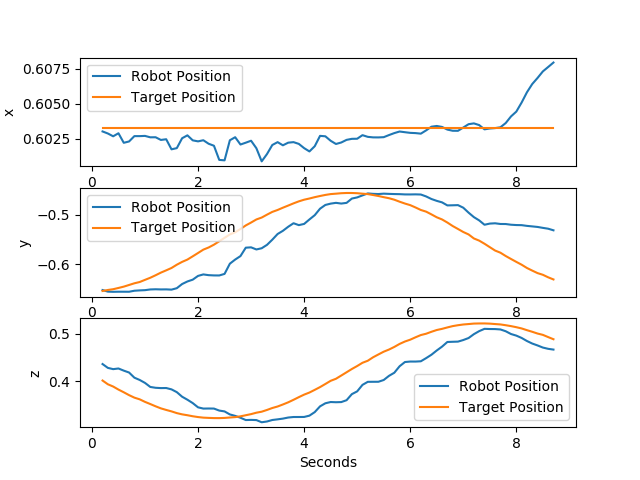 0.6075
0.6050
0.6025
x
Robot Position
Target Position
0 2 4 6 8
−0.5
−0.6
y
Robot Position
Target Position
0 2 4 6 8
0.5
0.4
z
Robot Position
Target Position
0 2 4 6 8
Seconds